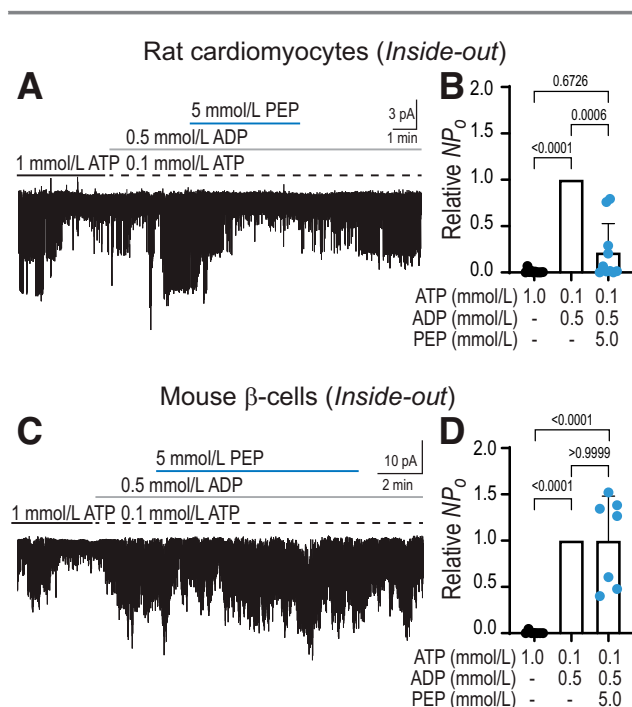 Rat cardiomyocytes (Inside-out)
A
5 mmol/L PEP
3 pA
1 min
0.5 mmol/L ADP
1 mmol/L ATP 0.1 mmol/L ATP
B
2.0
1.5
1.0
0.5
0.0
Relative NPO
0.6726
0.0006
<0.0001
ATP (mmol/L) 1.0 0.1 0.1
ADP (mmol/L) - 0.5 0.5
PEP (mmol/L) - - 5.0
Mouse β-cells (Inside-out)
C
5 mmol/L PEP
10 pA
2 min
0.5 mmol/L ADP
1 mmol/L ATP 0.1 mmol/L ATP
D
2.0
1.5
1.0
0.5
0.0
Relative NPO
<0.0001
>0.9999
<0.0001
ATP (mmol/L) 1.0 0.1 0.1
ADP (mmol/L) - 0.5 0.5
PEP (mmol/L) - - 5.0